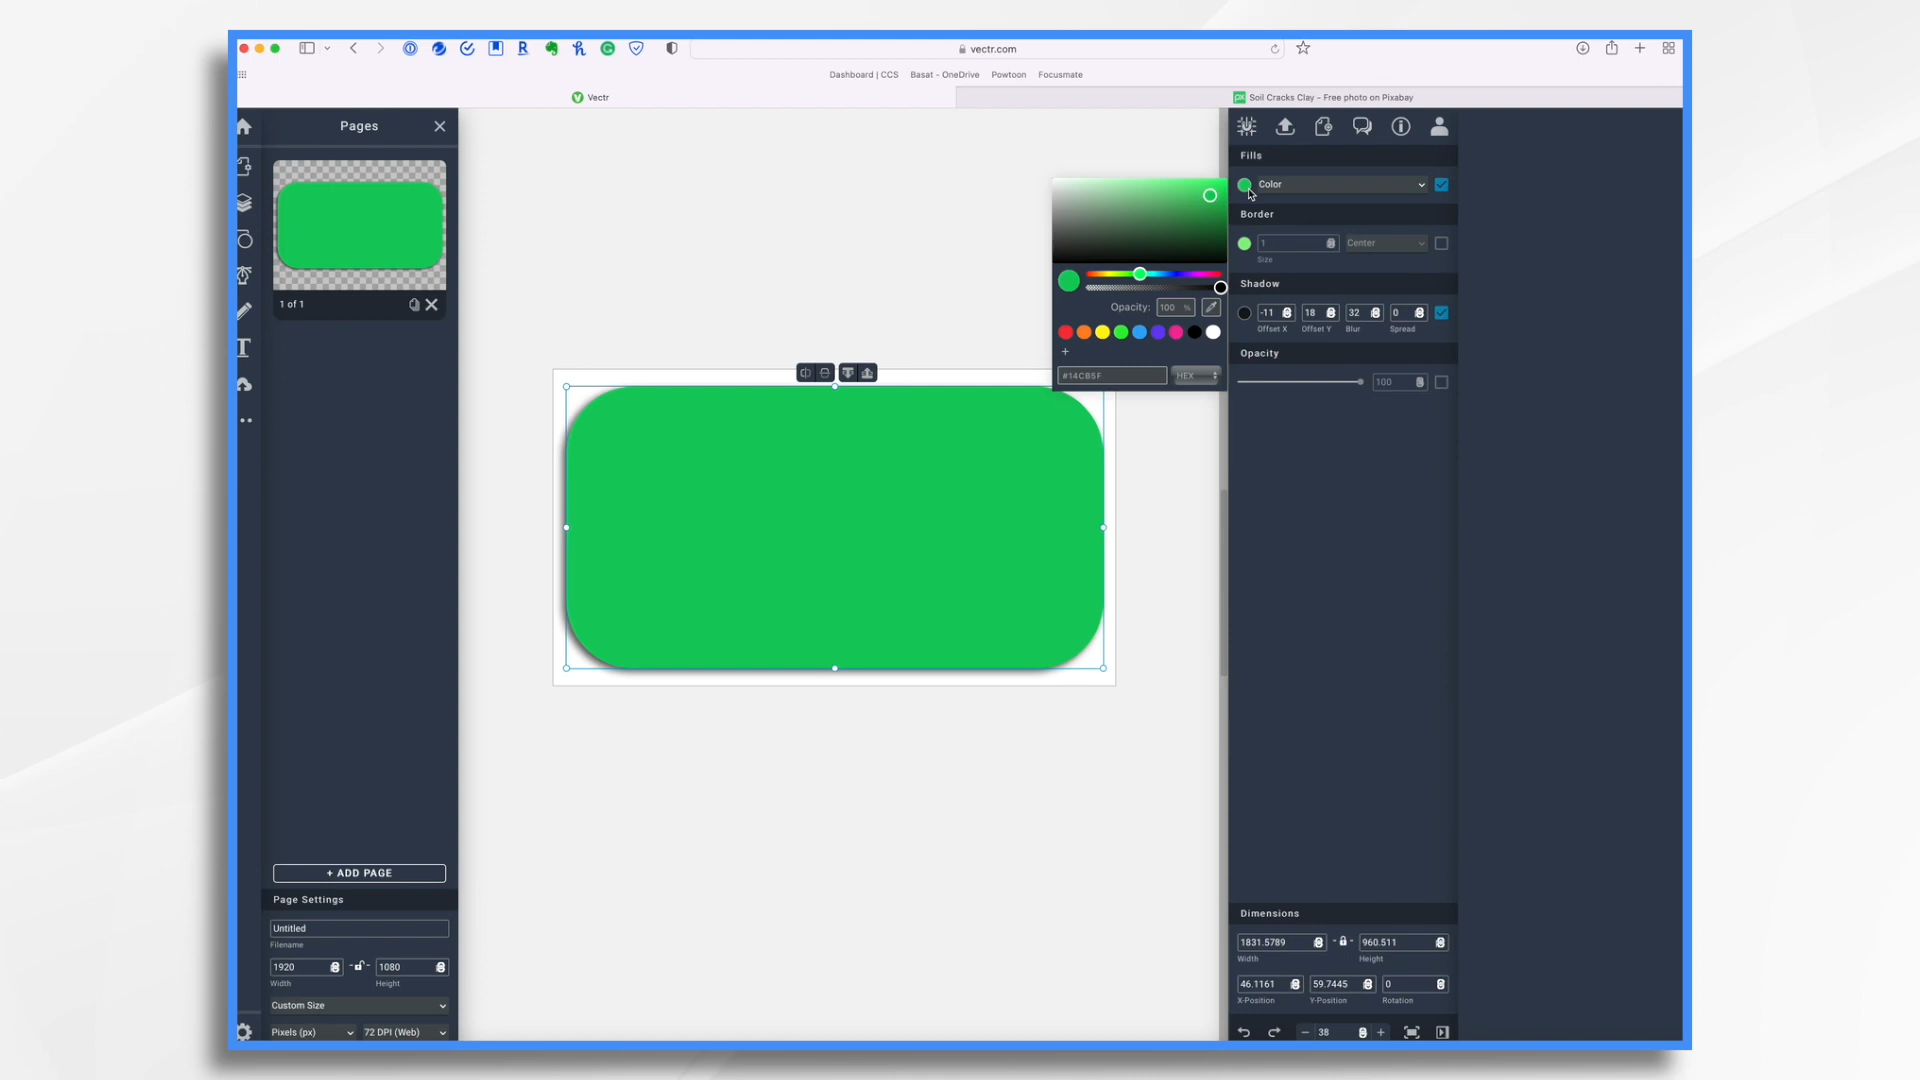 vectr.com
Dashboard | CCS   Basat - OneDrive   Powtoon   Focusmate
Vectr
Soil Cracks Clay - Free photo on Pixabay
Pages
1 of 1
+ ADD PAGE
Page Settings
Untitled
Filename
1920   1080
Width   Height
Custom Size
Pixels (px)   72 DPI (Web)
Opacity: 100 %
#14CB5F   HEX
Fills
Color
Border
1   Center
Size
Shadow
-11   18   32   0
Offset X   Offset Y   Blur   Spread
Opacity
100
Dimensions
1831.5789   960.511
Width   Height
46.1161   59.7445   0
X-Position   Y-Position   Rotation
38